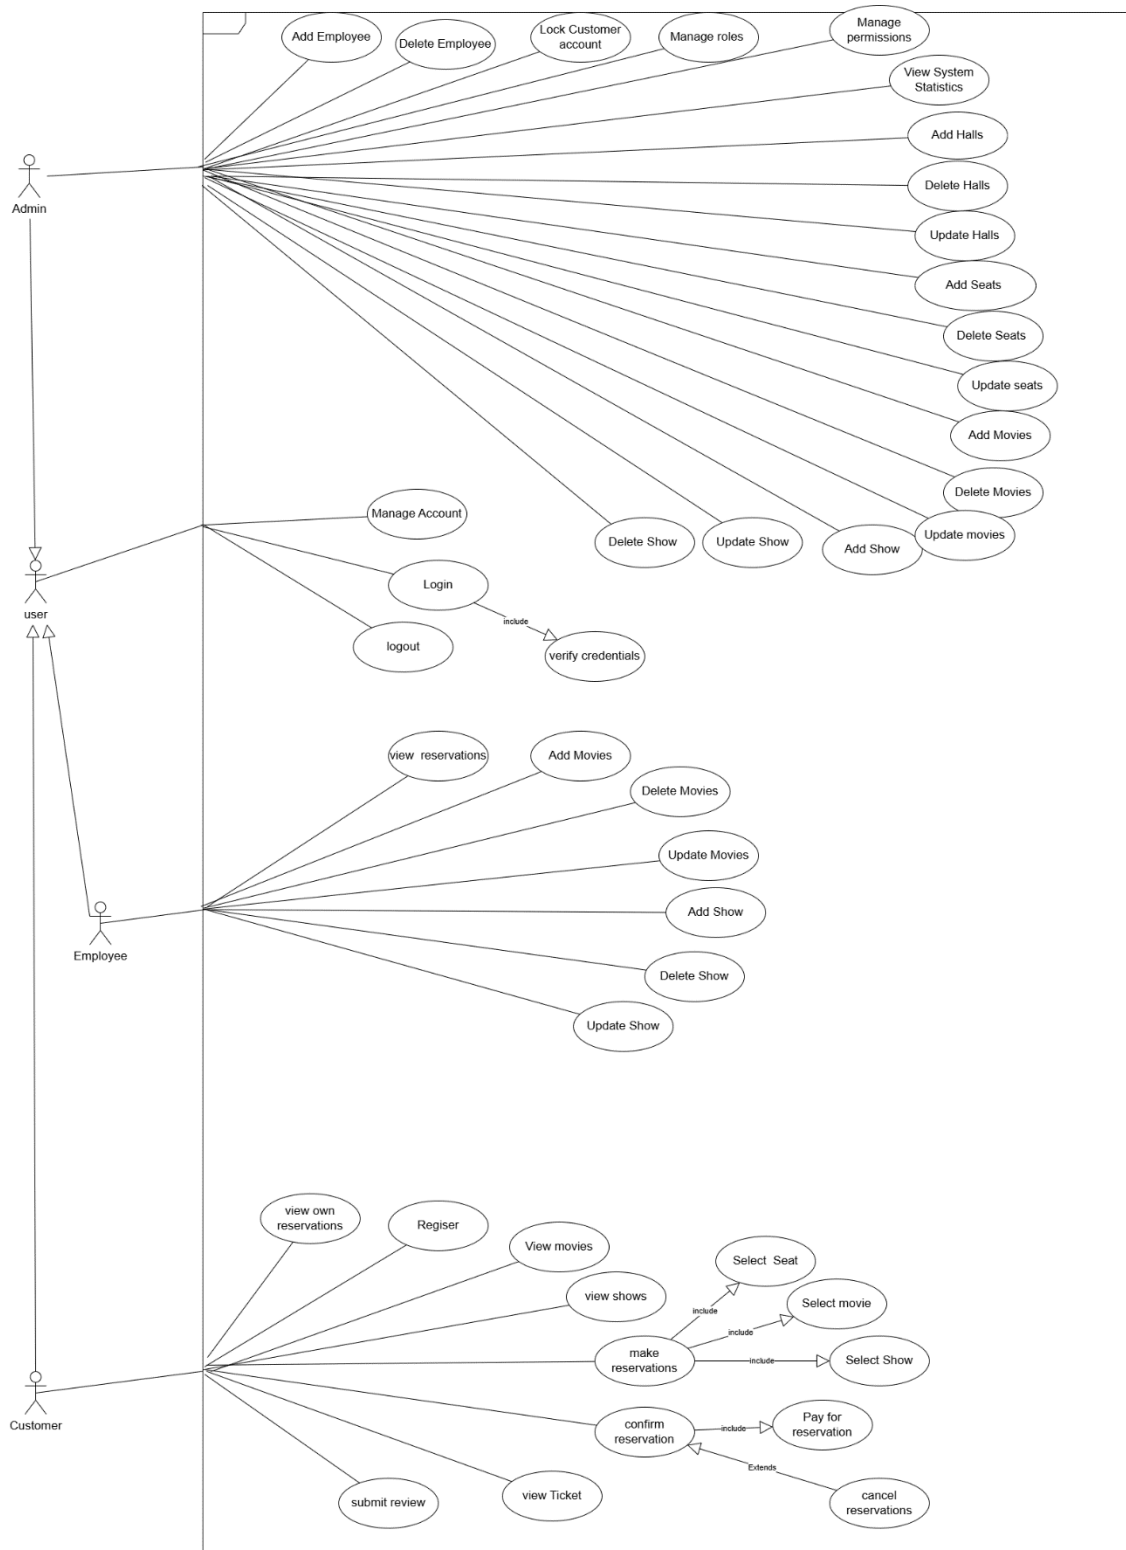 Add Employee
Delete Employee
Lock Customer
account
Manage roles
Manage
permissions
View System
Statistics
Add Halls
Delete Halls
Update Halls
Add Seats
Delete Seats
Update seats
Add Movies
Delete Movies
Update movies
Add Show
Update Show
Delete Show
Admin
Manage Account
Login
include
verify credentials
logout
user
view  reservations
Add Movies
Delete Movies
Update Movies
Add Show
Delete Show
Update Show
Employee
view own
reservations
Regiser
View movies
view shows
make
reservations
include
Select  Seat
include
Select movie
include
Select Show
confirm
reservation
include
Pay for
reservation
Extends
cancel
reservations
view Ticket
submit review
Customer